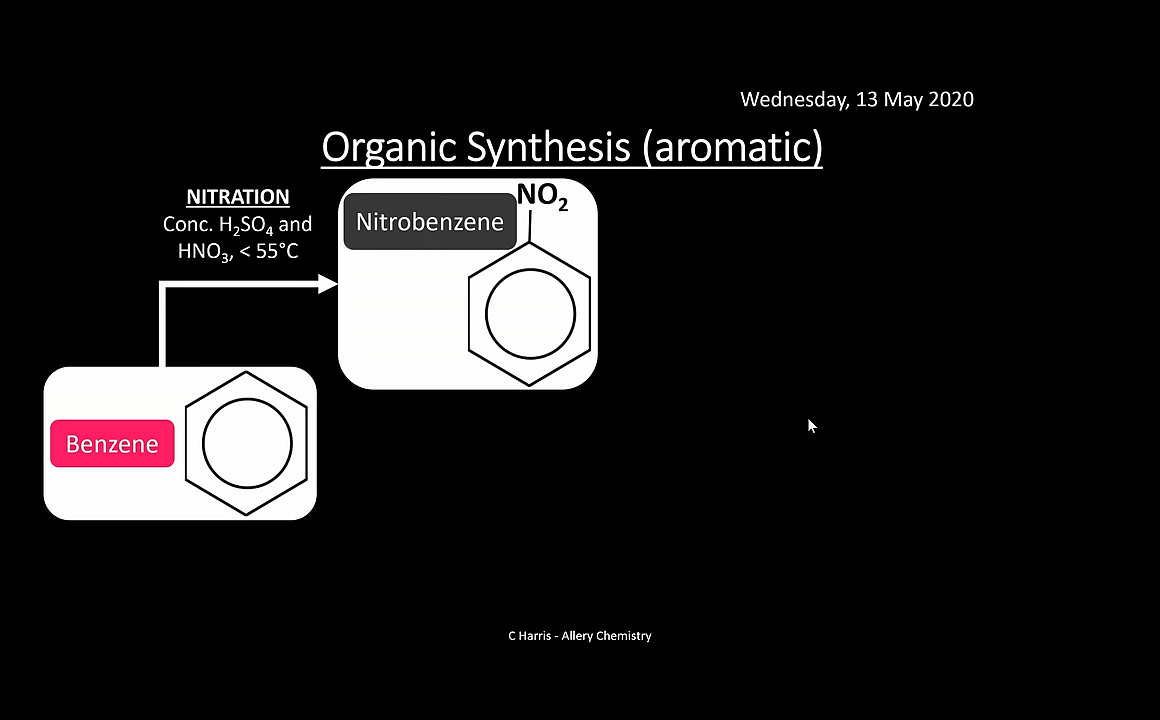 Wednesday, 13 May 2020
Organic Synthesis (aromatic)
NITRATION
Conc. H₂SO₄ and
HNO₃, < 55°C
NO₂
Nitrobenzene
Benzene
C Harris - Allery Chemistry